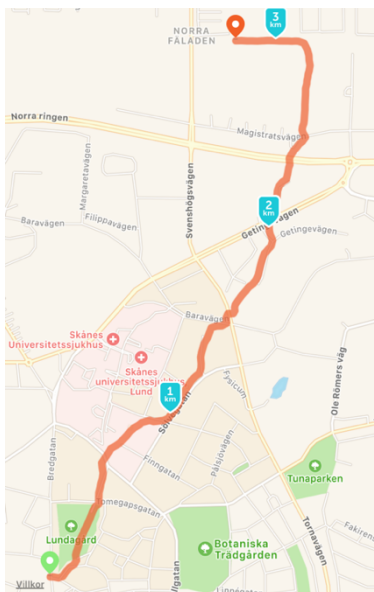 3
km
NORRA
FÄLADEN
Norra ringen
Magistratsvägen
Margaretavägen
Svenshögsvägen
2
km
Filippavägen
Baravägen
Getingevägen
Getingevägen
Baravägen
Skånes
Universitetssjukhus
Skånes
universitetssjukhus
Lund
1
km
Sölvegatan
Fysicum
Ole Römers väg
Bredgatan
Finngatan
Pålsjövägen
Tunaparken
Tornavägen
Lundagård
Botaniska
Trädgården
Villkor